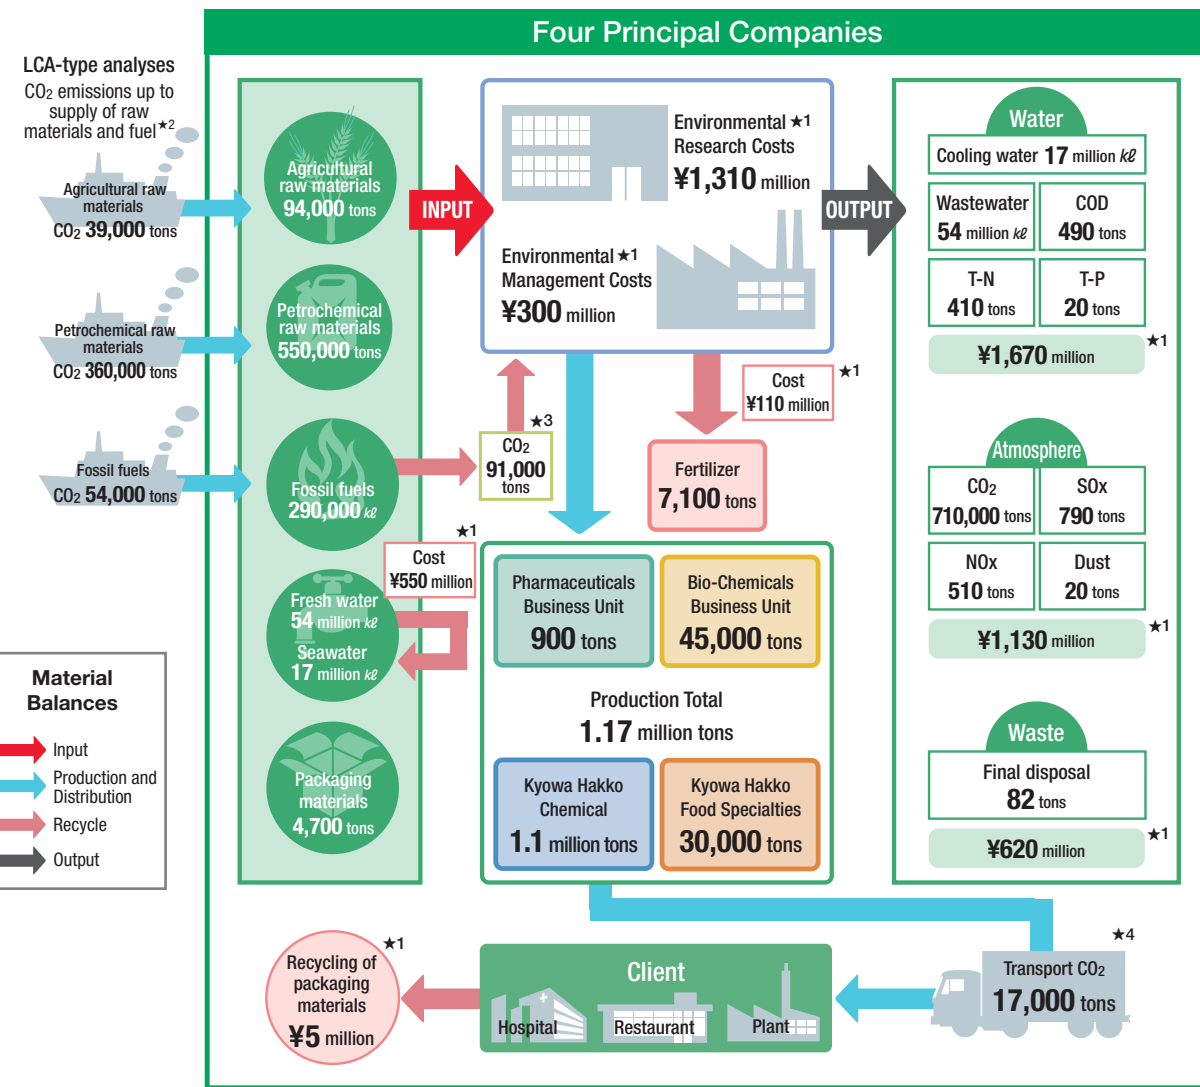 Four Principal Companies
LCA-type analyses
CO2 emissions up to
supply of raw
materials and fuel★2
Agricultural raw
materials
CO2 39,000 tons
Petrochemical raw
materials
CO2 360,000 tons
Fossil fuels
CO2 54,000 tons
Material
Balances
Input
Production and
Distribution
Recycle
Output
Agricultural
raw materials
94,000 tons
Petrochemical
raw materials
550,000 tons
Fossil fuels
290,000 kℓ
Fresh water
54 million kℓ
Seawater
17 million kℓ
Packaging
materials
4,700 tons
INPUT
Environmental ★1
Research Costs
¥1,310 million
Environmental ★1
Management Costs
¥300 million
OUTPUT
★3
CO2
91,000
tons
★1
Cost
¥110 million
Fertilizer
7,100 tons
★1
Cost
¥550 million
Pharmaceuticals
Business Unit
900 tons
Bio-Chemicals
Business Unit
45,000 tons
Production Total
1.17 million tons
Kyowa Hakko
Chemical
1.1 million tons
Kyowa Hakko
Food Specialties
30,000 tons
Water
Cooling water 17 million kℓ
Wastewater
54 million kℓ
COD
490 tons
T-N
410 tons
T-P
20 tons
¥1,670 million
★1
Atmosphere
CO2
710,000 tons
SOx
790 tons
NOx
510 tons
Dust
20 tons
¥1,130 million
★1
Waste
Final disposal
82 tons
¥620 million
★1
★4
Transport CO2
17,000 tons
Client
Hospital
Restaurant
Plant
★1
Recycling of
packaging
materials
¥5 million